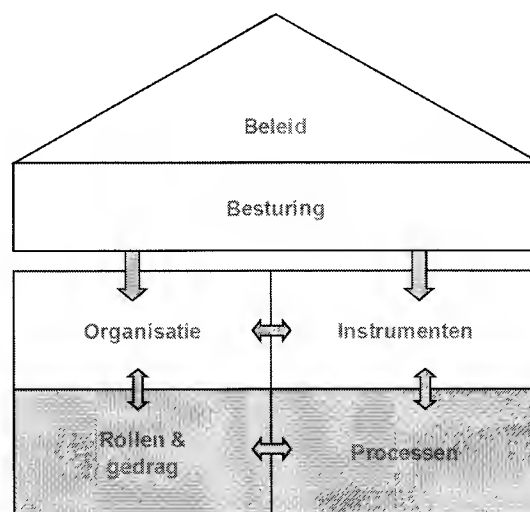 Beleid
Besturing
Organisatie
Instrumenten
Rollen &
gedrag
Processen